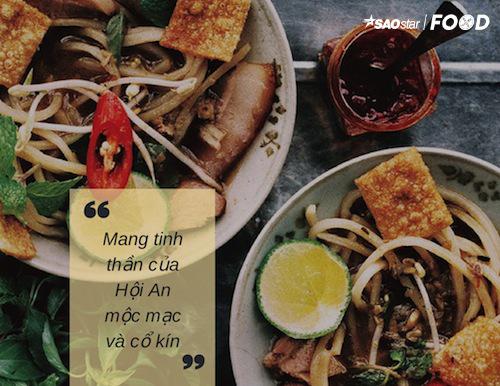 SAOstar | FOOD
“
Mang tinh
thần của
Hội An
mộc mạc
và cổ kín
”